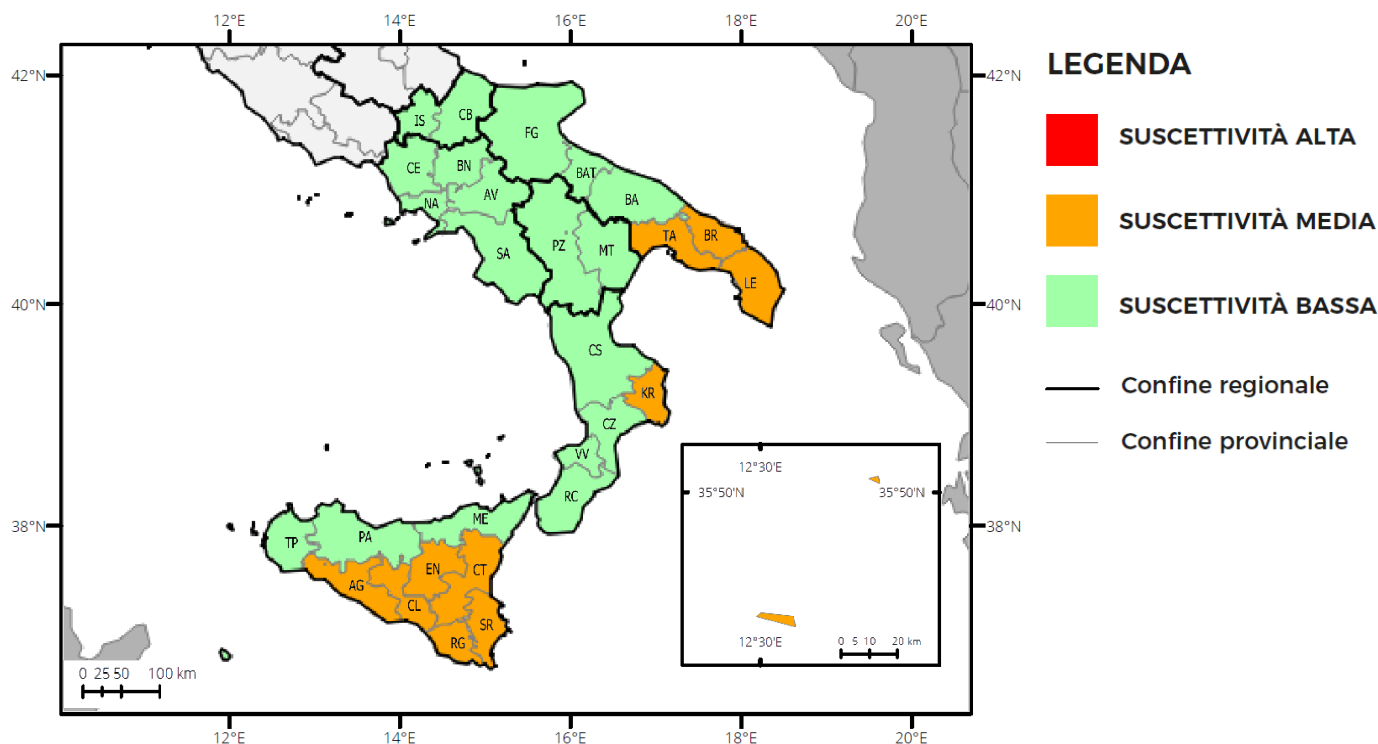 12°E 14°E 16°E 18°E 20°E
42°N 42°N
LEGENDA
SUSCETTIVITÀ ALTA
SUSCETTIVITÀ MEDIA
SUSCETTIVITÀ BASSA
Confine regionale
Confine provinciale
IS CB FG
CE BN AV BAT
NA BA
SA PZ MT TA BR
LE
40°N 40°N
CS
KR
CZ
VV
RC
38°N 38°N
TP PA ME
AG EN CT
CL SR
RG
12°30'E
35°50'N 35°50'N
12°30'E
0 5 10 20 km
0 25 50 100 km
12°E 14°E 16°E 18°E 20°E